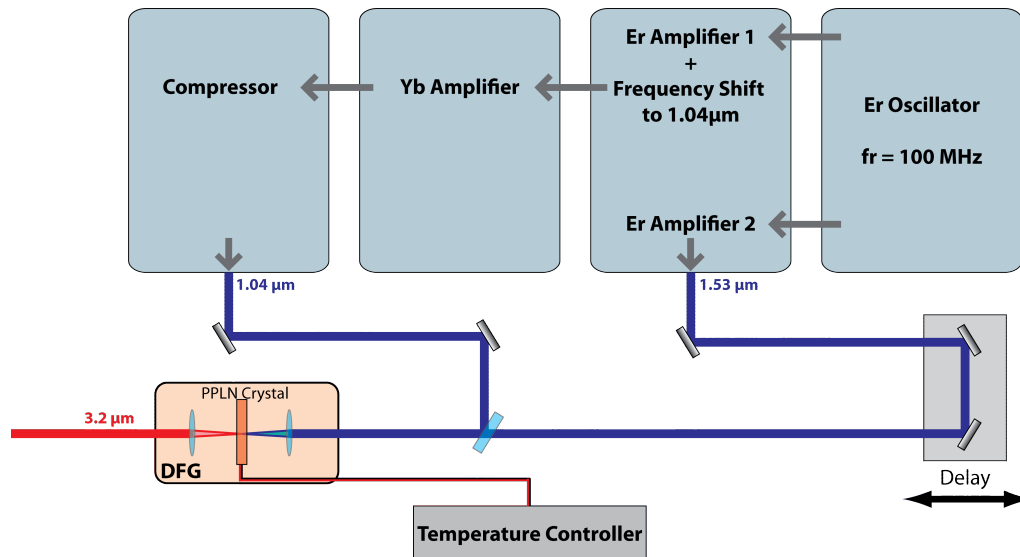 Compressor
Yb Amplifier
Er Amplifier 1
+
Frequency Shift
to 1.04µm
Er Oscillator
fr = 100 MHz
Er Amplifier 2
1.04 µm
1.53 µm
PPLN Crystal
3.2 µm
DFG
Delay
Temperature Controller